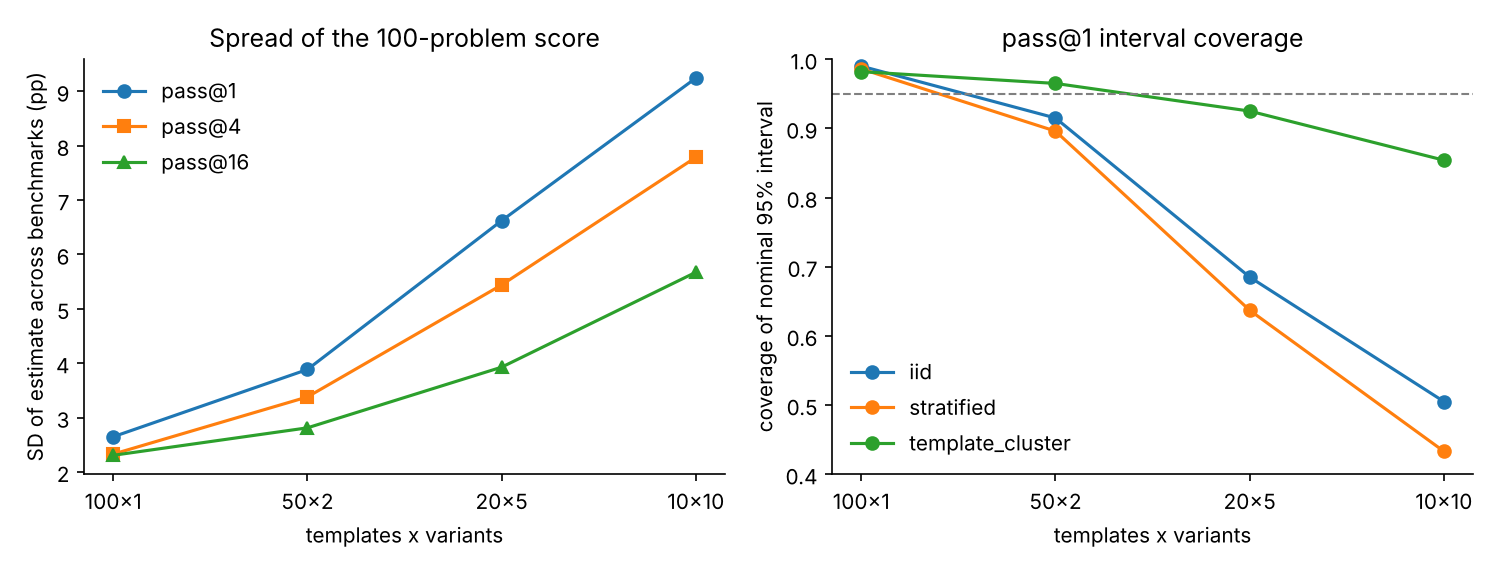 Spread of the 100-problem score
SD of estimate across benchmarks (pp)
9
8
7
6
5
4
3
2
pass@1
pass@4
pass@16
100×1
50×2
20×5
10×10
templates x variants
pass@1 interval coverage
coverage of nominal 95% interval
1.0
0.9
0.8
0.7
0.6
0.5
0.4
iid
stratified
template_cluster
100×1
50×2
20×5
10×10
templates x variants